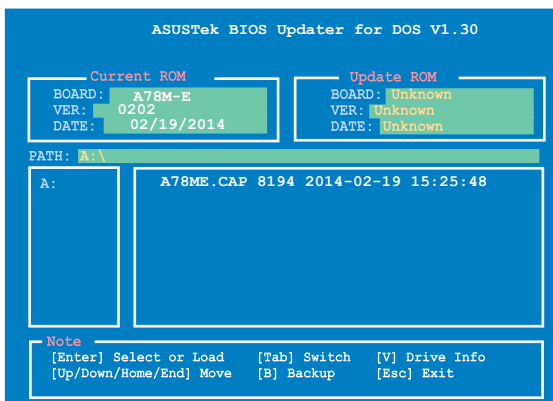 ASUSTek BIOS Updater for DOS V1.30
Current ROM
BOARD: A78M-E
VER: 0202
DATE: 02/19/2014
Update ROM
BOARD: Unknown
VER: Unknown
DATE: Unknown
PATH: A:\
A:
A78ME.CAP 8194 2014-02-19 15:25:48
Note
[Enter] Select or Load [Tab] Switch [V] Drive Info
[Up/Down/Home/End] Move [B] Backup [Esc] Exit